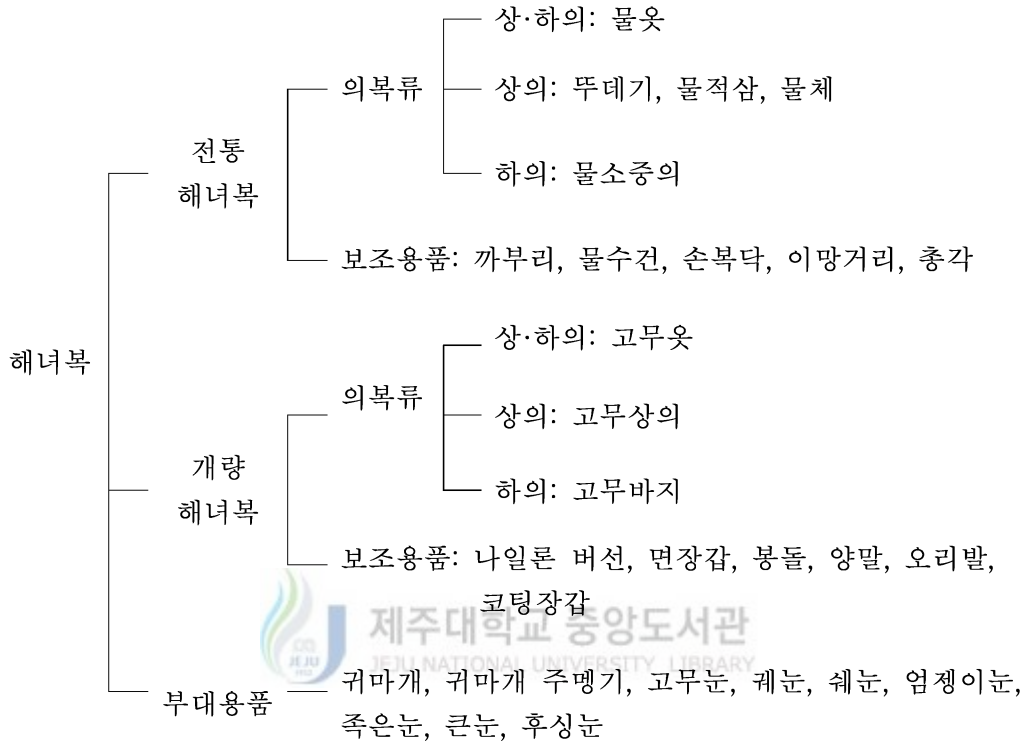 상·하의: 물옷
의복류
상의: 뚜데기, 물적삼, 물체
전통
해녀복
하의: 물소중의
보조용품: 까부리, 물수건, 손복닥, 이망거리, 총각
해녀복
상·하의: 고무옷
의복류
상의: 고무상의
개량
해녀복
하의: 고무바지
보조용품: 나일론 버선, 면장갑, 봉돌, 양말, 오리발,
코팅장갑
제주대학교 중앙도서관
JEJU NATIONAL UNIVERSITY LIBRARY
JEJU
1952
부대용품
귀마개, 귀마개 주멩기, 고무눈, 궤눈, 쉐눈, 엄젱이눈,
족은눈, 큰눈, 후싱눈